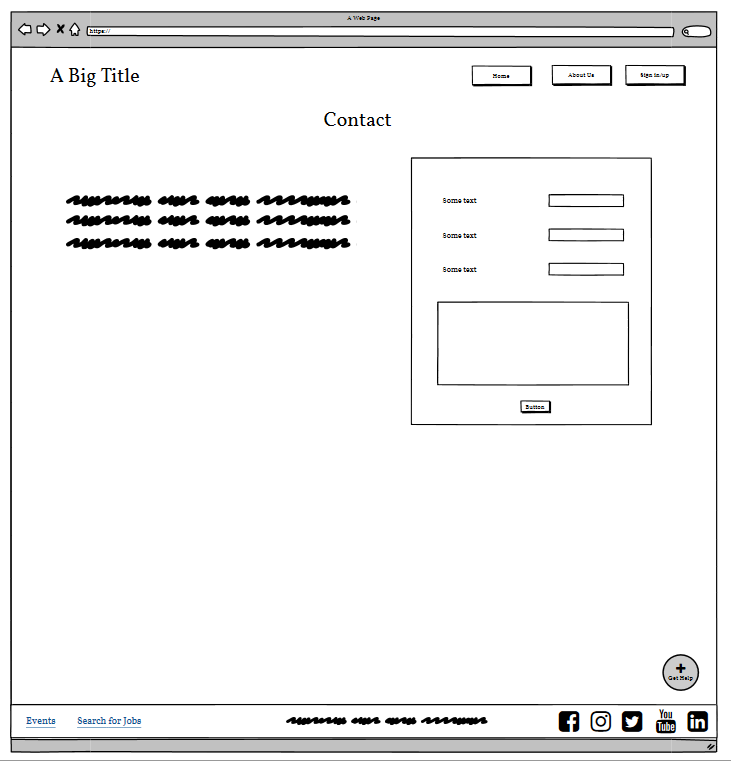 A Web Page
https://
A Big Title
Home
About Us
Sign in/up
Contact
Some text
Some text
Some text
Button
Get Help
Events
Search for Jobs
You
Tube
in